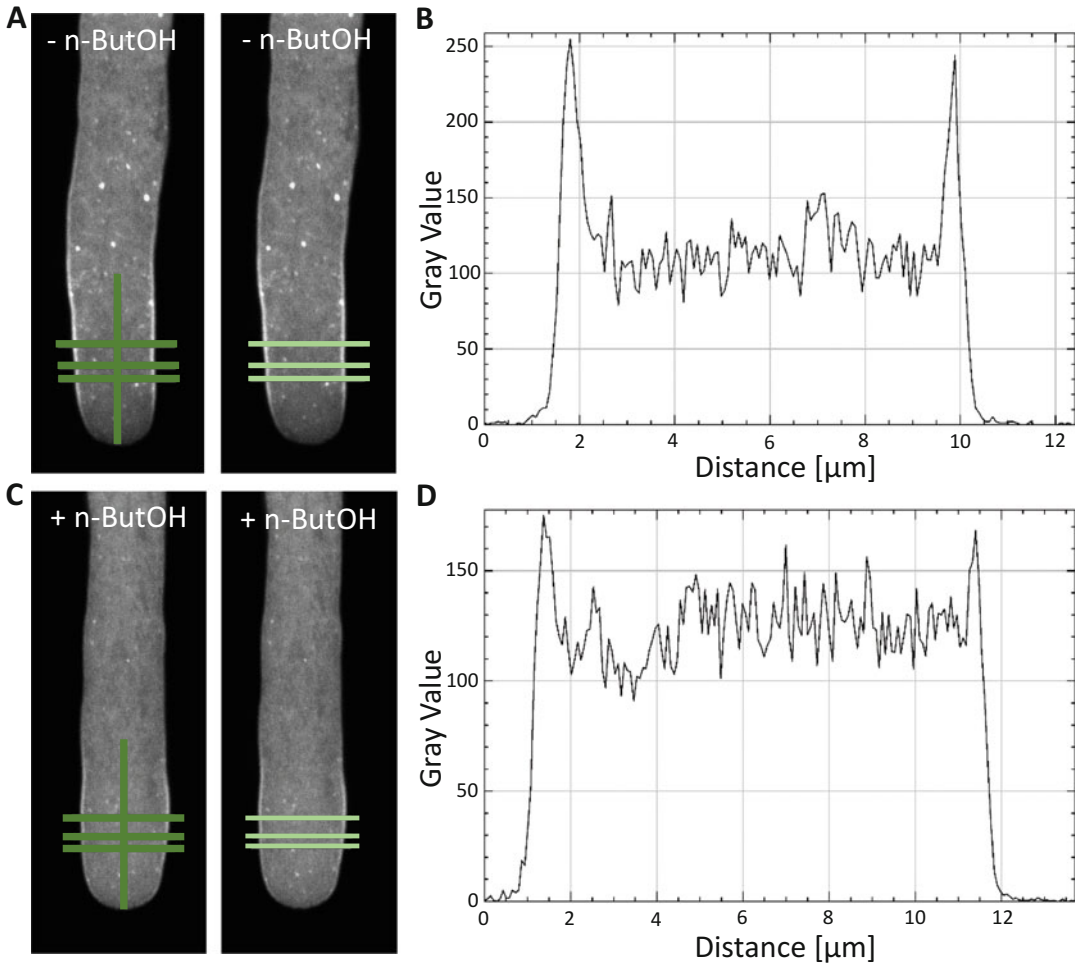 A
- n-ButOH
- n-ButOH
B
250
200
150
100
50
0
0 2 4 6 8 10 12
Gray Value
Distance [µm]
C
+ n-ButOH
+ n-ButOH
D
150
100
50
0
0 2 4 6 8 10 12
Gray Value
Distance [µm]